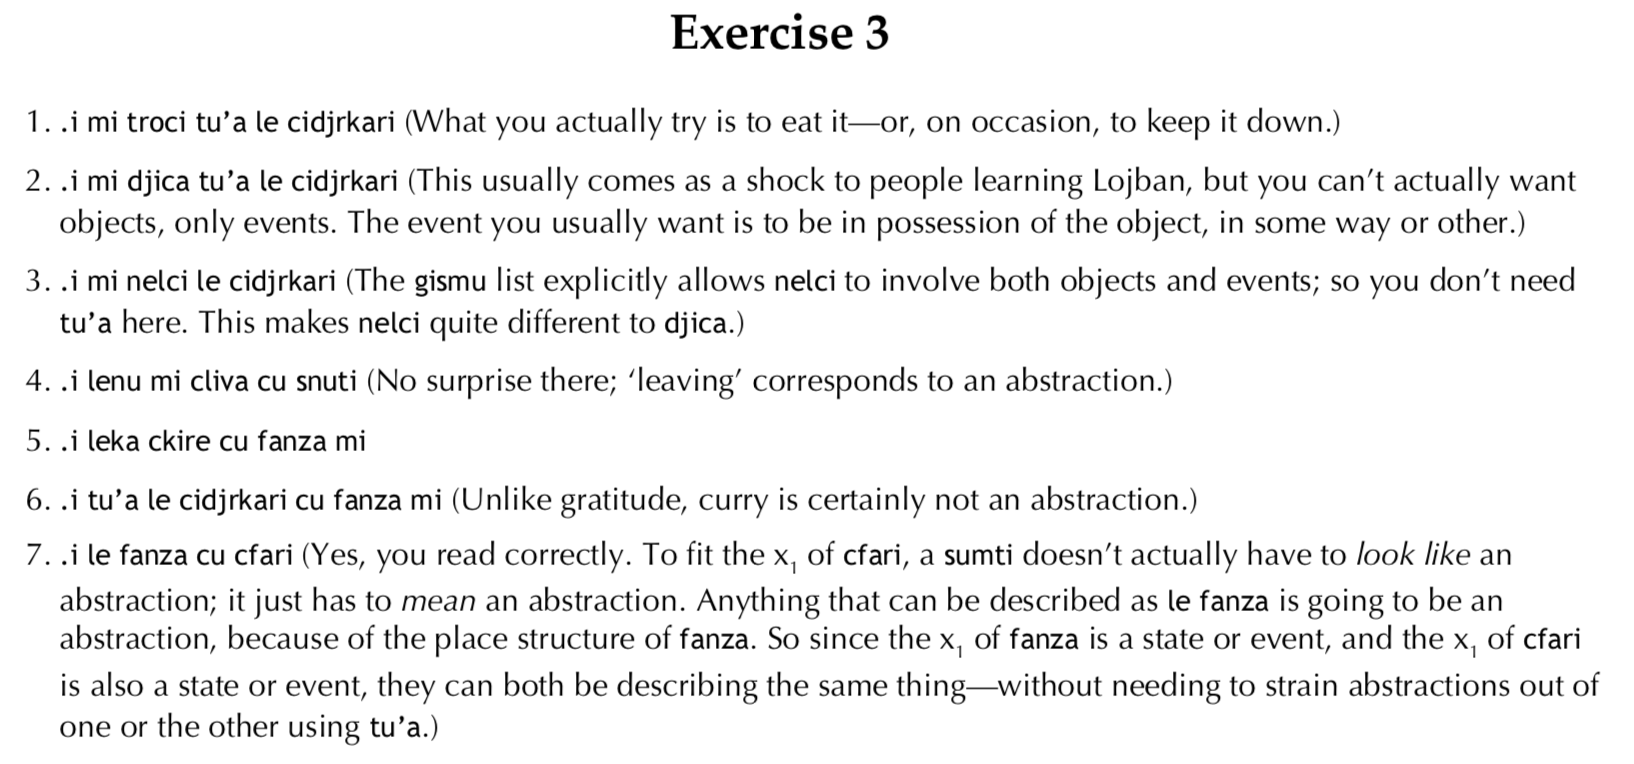 Exercise 3
1. .i mi troci tu’a le cidjrkari (What you actually try is to eat it—or, on occasion, to keep it down.)
2. .i mi djica tu’a le cidjrkari (This usually comes as a shock to people learning Lojban, but you can’t actually want
objects, only events. The event you usually want is to be in possession of the object, in some way or other.)
3. .i mi nelci le cidjrkari (The gismu list explicitly allows nelci to involve both objects and events; so you don’t need
tu’a here. This makes nelci quite different to djica.)
4. .i lenu mi cliva cu snuti (No surprise there; ‘leaving’ corresponds to an abstraction.)
5. .i leka ckire cu fanza mi
6. .i tu’a le cidjrkari cu fanza mi (Unlike gratitude, curry is certainly not an abstraction.)
7. .i le fanza cu cfari (Yes, you read correctly. To fit the x₁ of cfari, a sumti doesn’t actually have to look like an
abstraction; it just has to mean an abstraction. Anything that can be described as le fanza is going to be an
abstraction, because of the place structure of fanza. So since the x₁ of fanza is a state or event, and the x₁ of cfari
is also a state or event, they can both be describing the same thing—without needing to strain abstractions out of
one or the other using tu’a.)